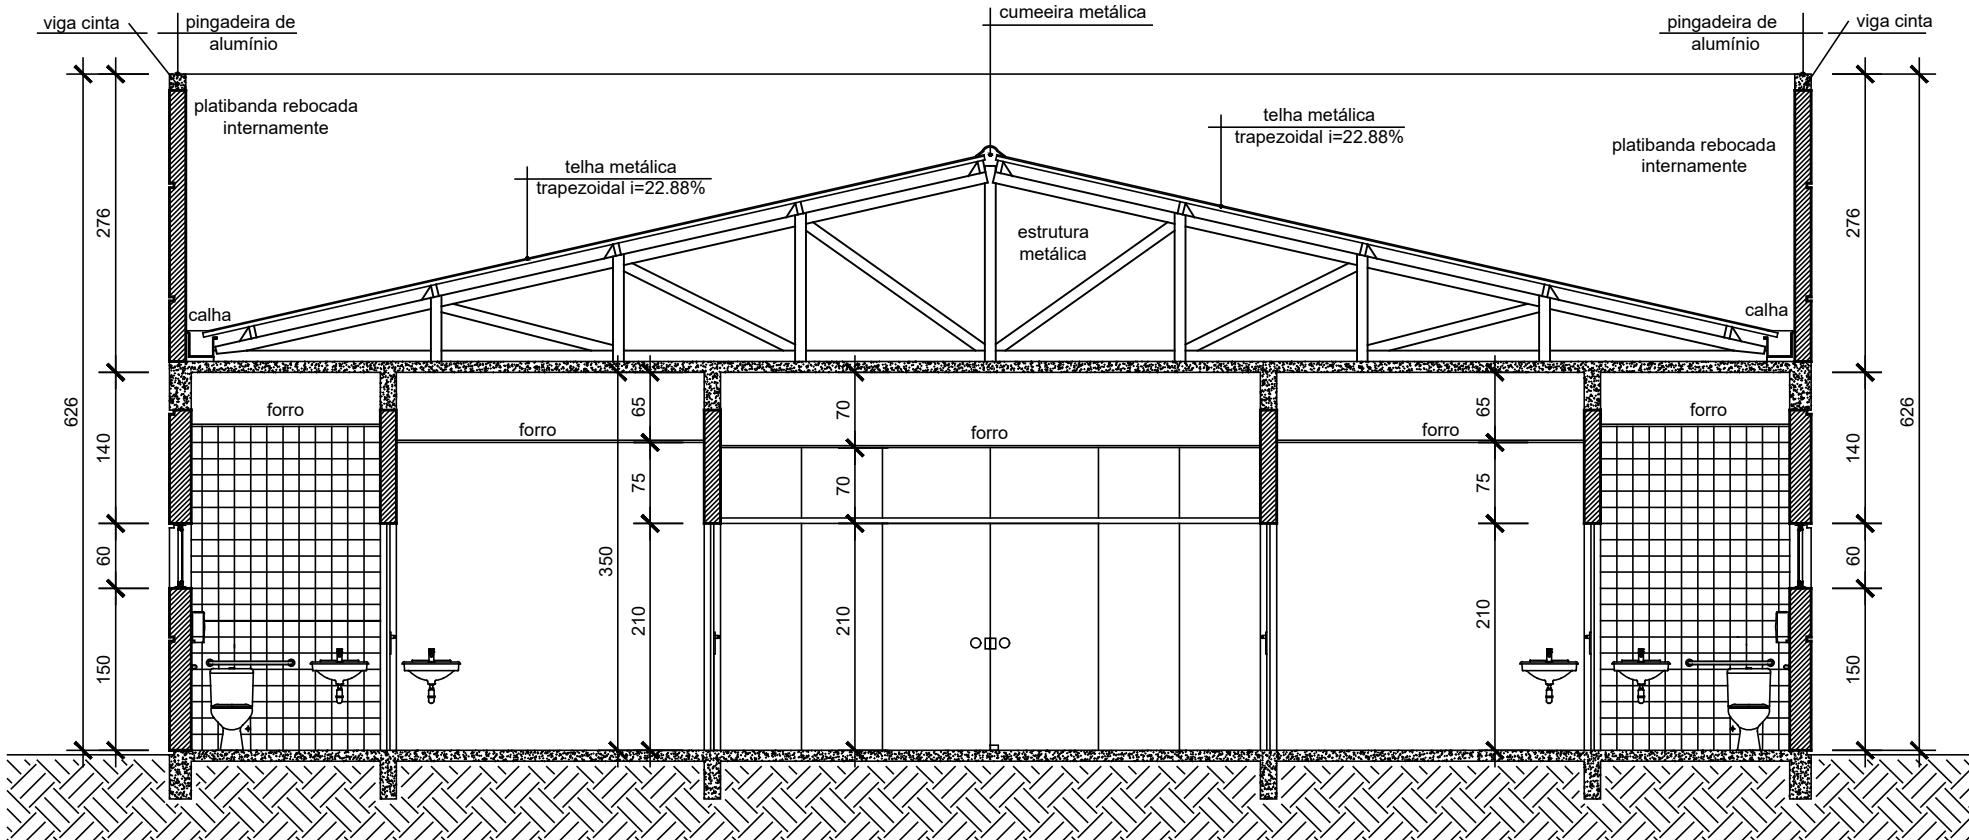 viga cinta
pingadeira de
alumínio
cumeeira metálica
pingadeira de
alumínio
viga cinta
platibanda rebocada
internamente
telha metálica
trapezoidal i=22.88%
telha metálica
trapezoidal i=22.88%
platibanda rebocada
internamente
estrutura
metálica
calha
calha
276
276
626
626
forro
forro
forro
forro
forro
65
70
65
140
75
70
75
140
60
350
60
150
210
210
210
150